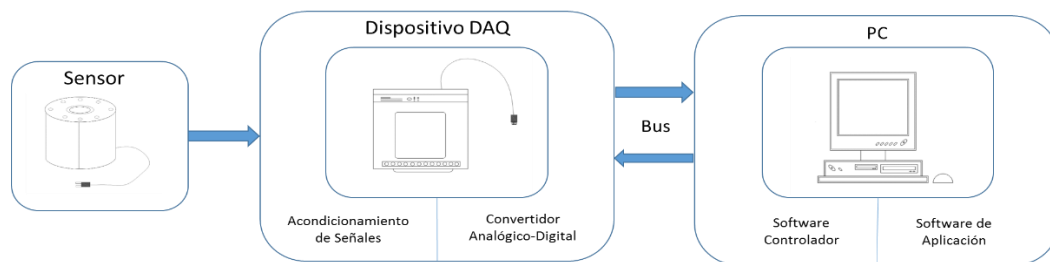 Sensor
Dispositivo DAQ
Acondicionamiento
de Señales
Convertidor
Analógico-Digital
Bus
PC
Software
Controlador
Software de
Aplicación